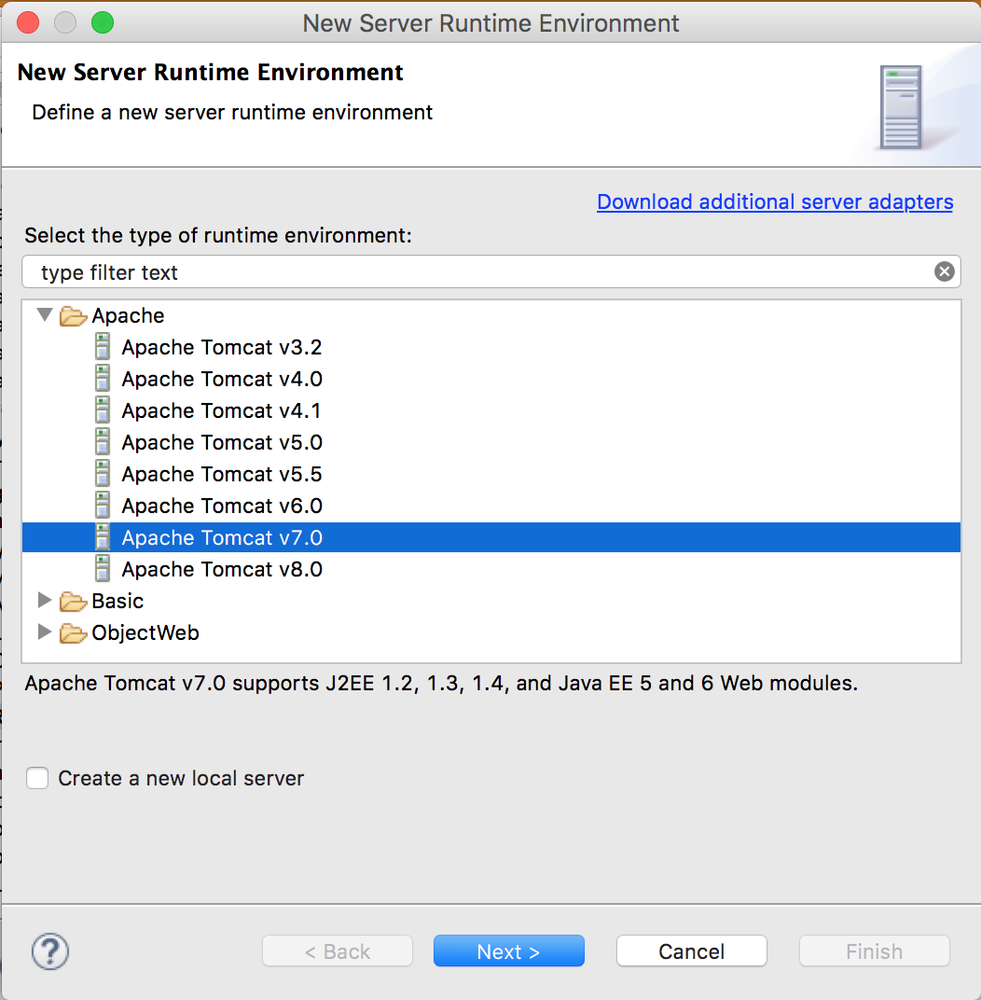 New Server Runtime Environment
New Server Runtime Environment
Define a new server runtime environment
Download additional server adapters
Select the type of runtime environment:
type filter text
Apache
Apache Tomcat v3.2
Apache Tomcat v4.0
Apache Tomcat v4.1
Apache Tomcat v5.0
Apache Tomcat v5.5
Apache Tomcat v6.0
Apache Tomcat v7.0
Apache Tomcat v8.0
Basic
ObjectWeb
Apache Tomcat v7.0 supports J2EE 1.2, 1.3, 1.4, and Java EE 5 and 6 Web modules.
Create a new local server
? < Back Next > Cancel Finish